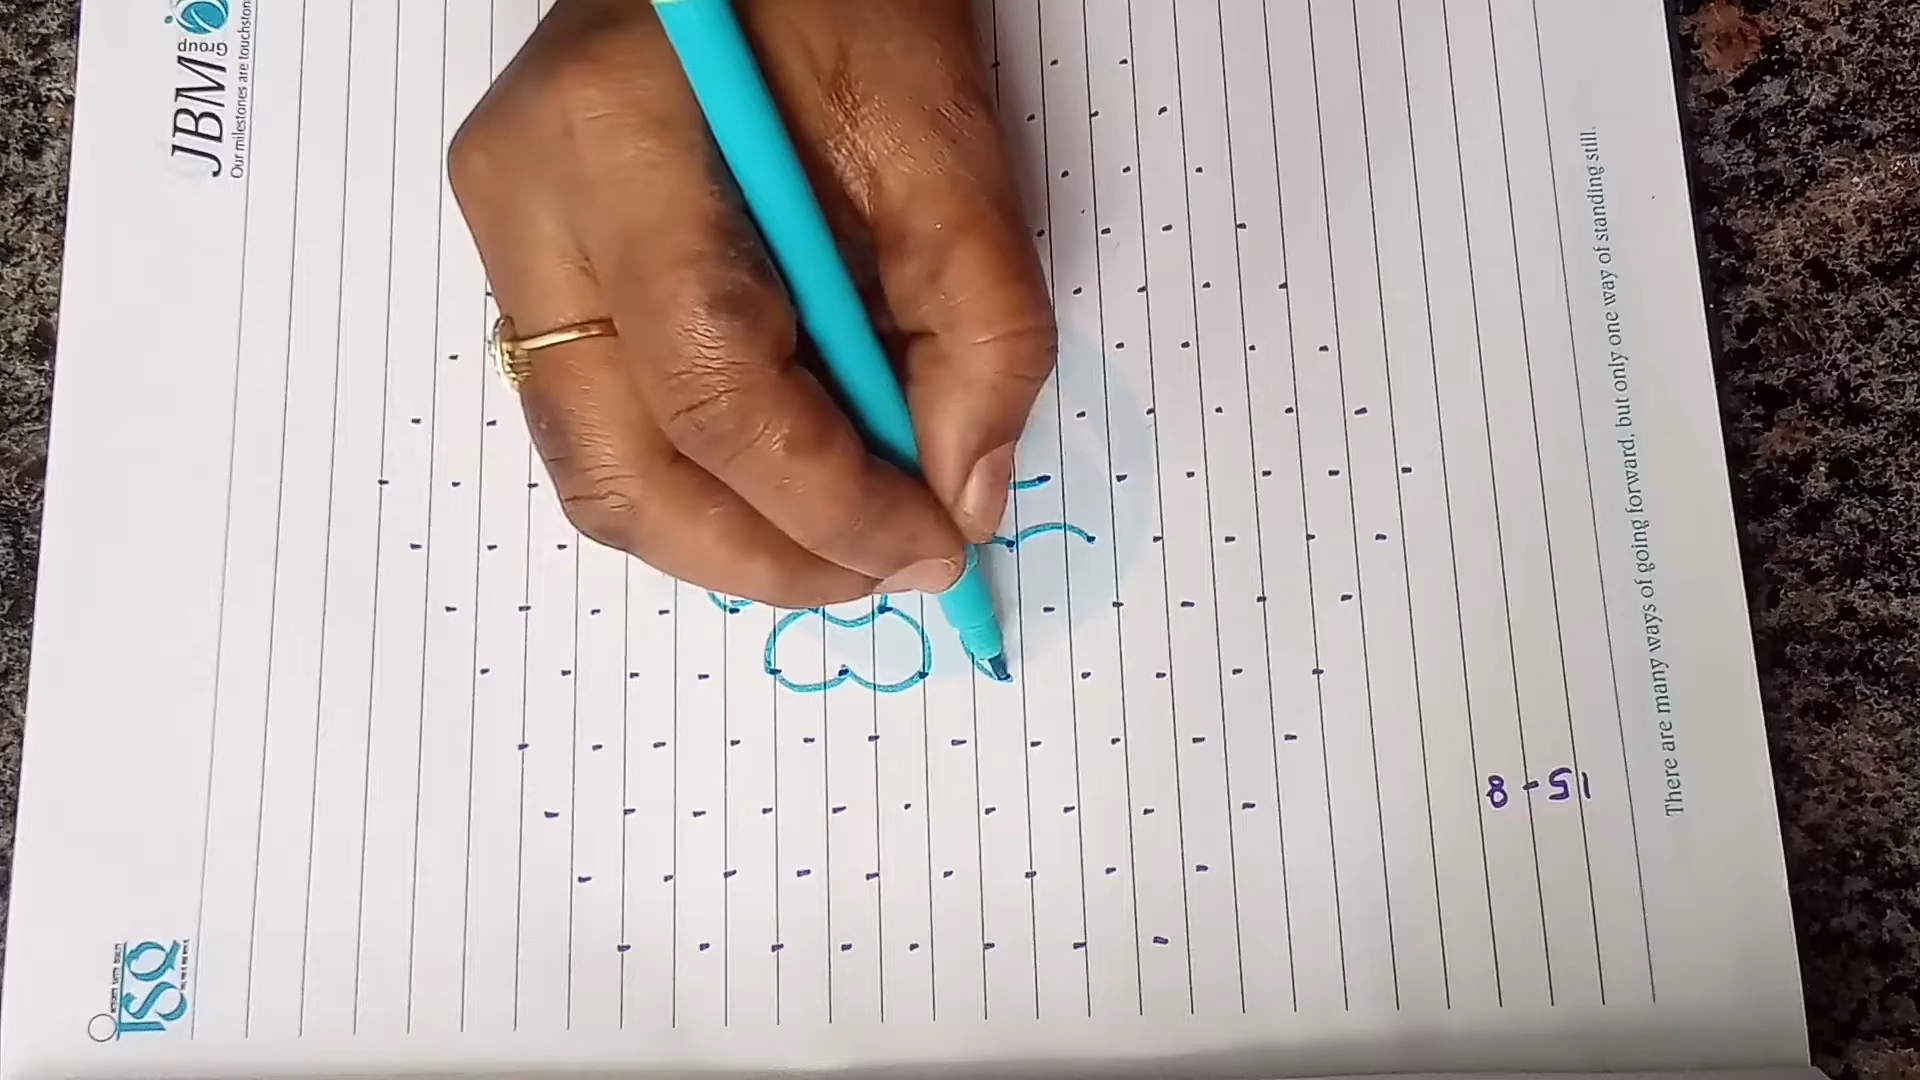 JBM Group
Our milestones are touchston
There are many ways of going forward, but only one way of standing still.
15-8
ISQ